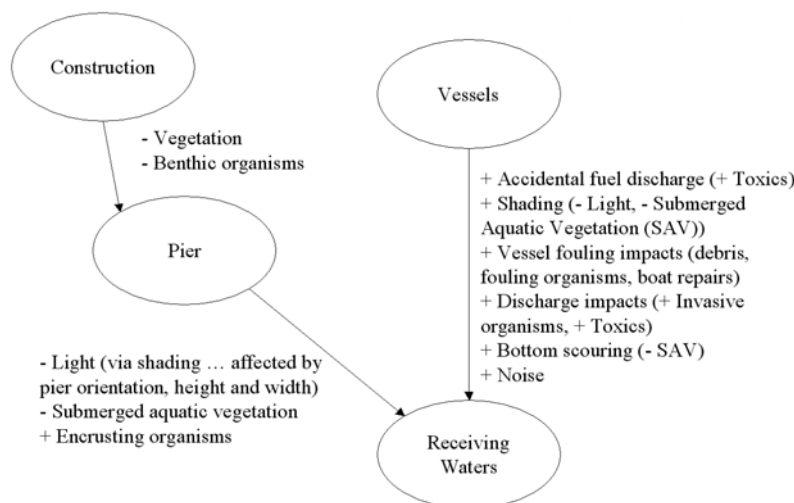 Construction
Vessels
- Vegetation
- Benthic organisms
+ Accidental fuel discharge (+ Toxics)
+ Shading (- Light, - Submerged
Aquatic Vegetation (SAV))
+ Vessel fouling impacts (debris,
fouling organisms, boat repairs)
+ Discharge impacts (+ Invasive
organisms, + Toxics)
+ Bottom scouring (- SAV)
+ Noise
Pier
- Light (via shading … affected by
pier orientation, height and width)
- Submerged aquatic vegetation
+ Encrusting organisms
Receiving
Waters